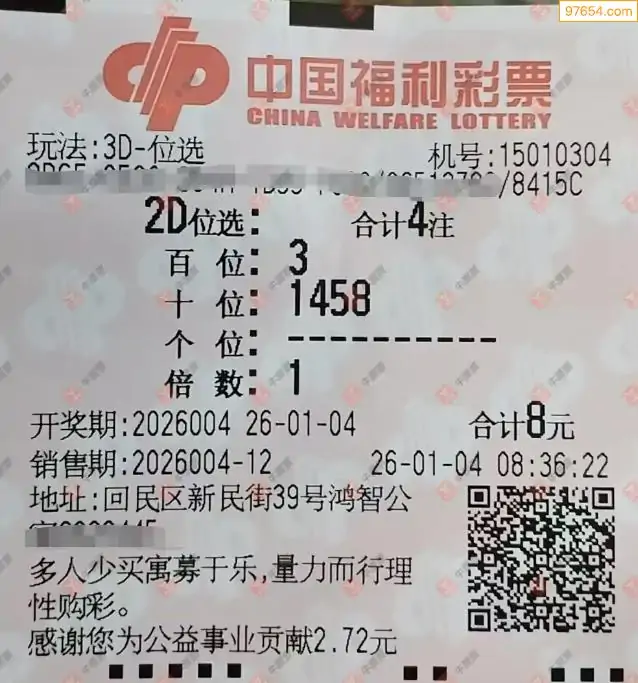 97654.com
中国福利彩票
CHINA WELFARE LOTTERY
玩法:3D-位选 机号:15010304
/8415C
2D位选: 合计4注
百 位: 3
十 位: 1458
个 位: ----------
倍 数: 1
开奖期:2026004 26-01-04 合计8元
销售期:2026004-12 26-01-04 08:36:22
地址:回民区新民街39号鸿智公
多人少买寓募于乐,量力而行理
性购彩。
感谢您为公益事业贡献2.72元